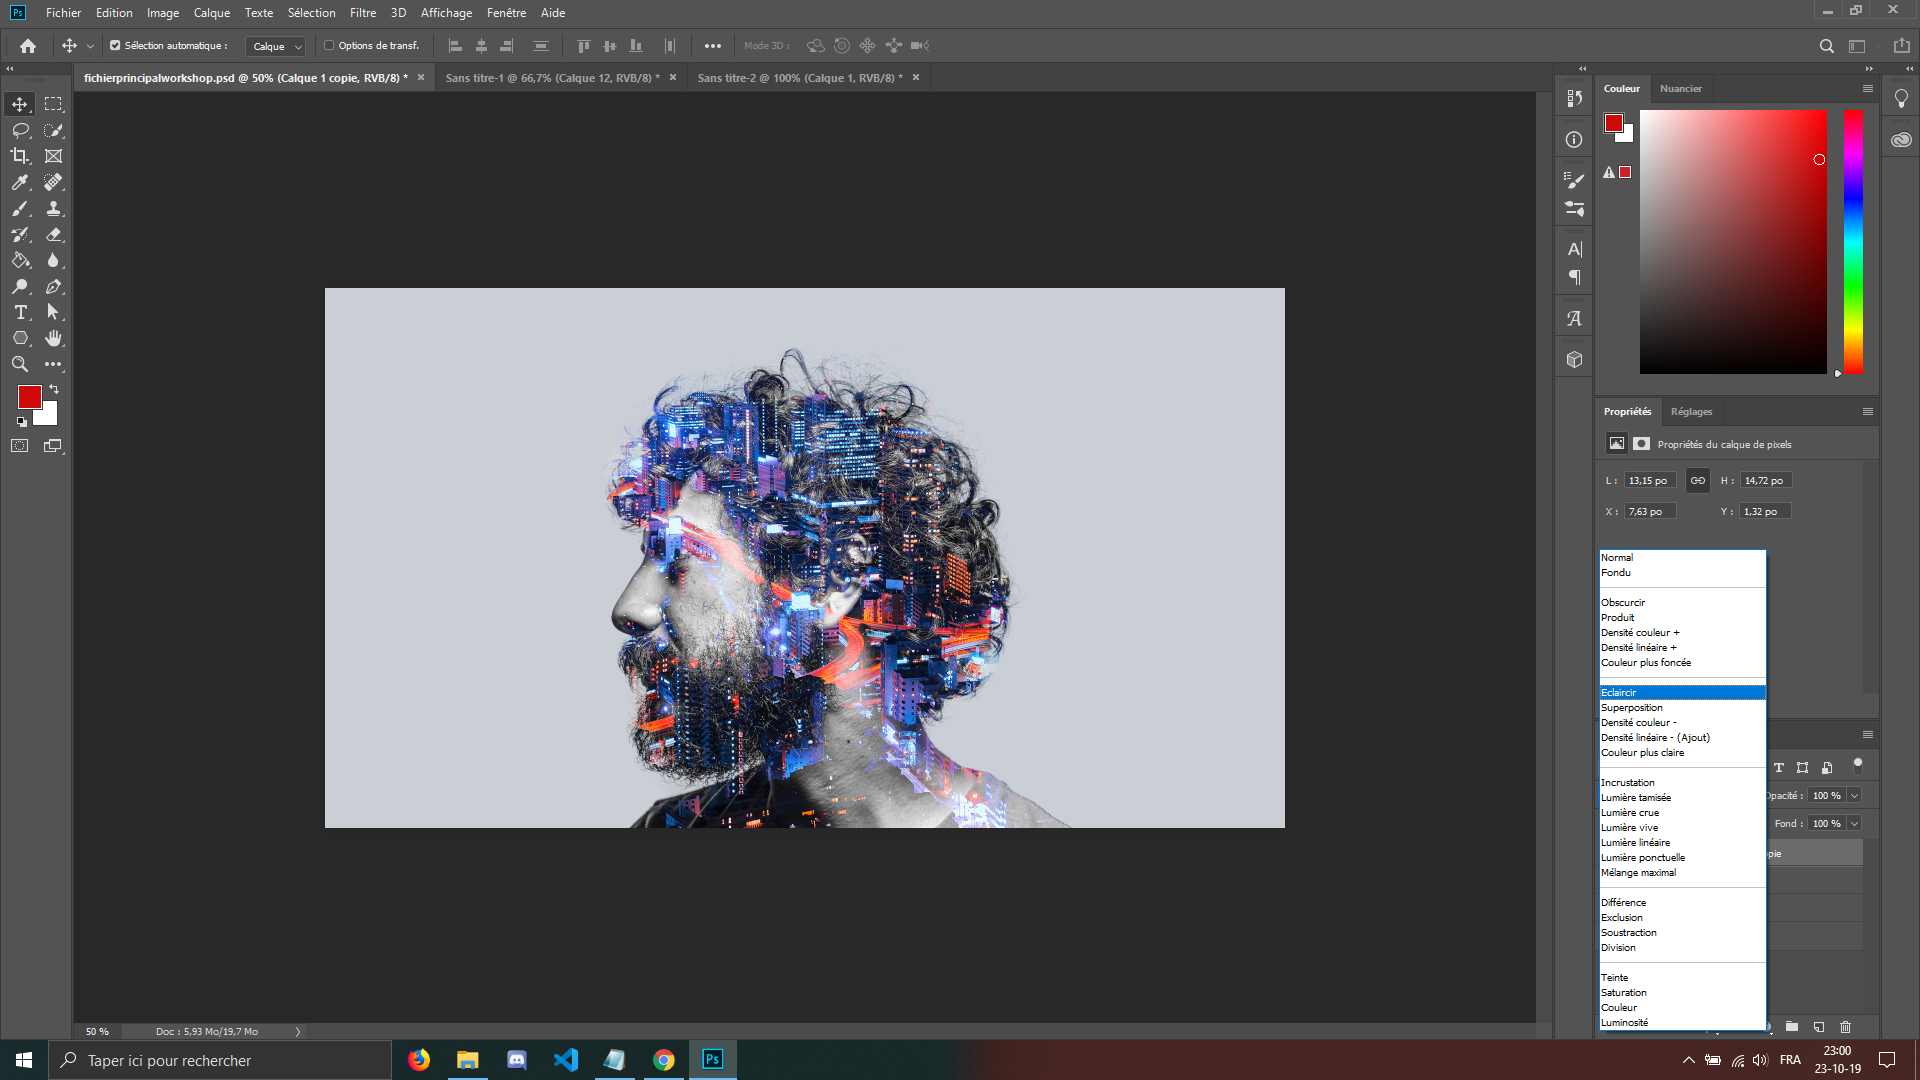 Ps Fichier Edition Image Calque Texte Sélection Filtre 3D Affichage Fenêtre Aide
Sélection automatique : Calque Options de transf. Mode 3D :
fichierprincipalworkshop.psd @ 50% (Calque 1 copie, RVB/8) * Sans titre-1 @ 66,7% (Calque 12, RVB/8) * Sans titre-2 @ 100% (Calque 1, RVB/8) *
Couleur Nuancier
Propriétés Réglages
Propriétés du calque de pixels
L : 13,15 po H : 14,72 po
X : 7,63 po Y : 1,32 po
Normal
Fondu
Obscurcir
Produit
Densité couleur +
Densité linéaire +
Couleur plus foncée
Eclaircir
Superposition
Densité couleur -
Densité linéaire - (Ajout)
Couleur plus claire
Incrustation
Lumière tamisée
Lumière crue
Lumière vive
Lumière linéaire
Lumière ponctuelle
Mélange maximal
Différence
Exclusion
Soustraction
Division
Teinte
Saturation
Couleur
Luminosité
Opacité : 100 %
Fond : 100 %
opie
50 % Doc : 5,93 Mo/19,7 Mo
Taper ici pour rechercher
Ps
FRA
23:00
23-10-19